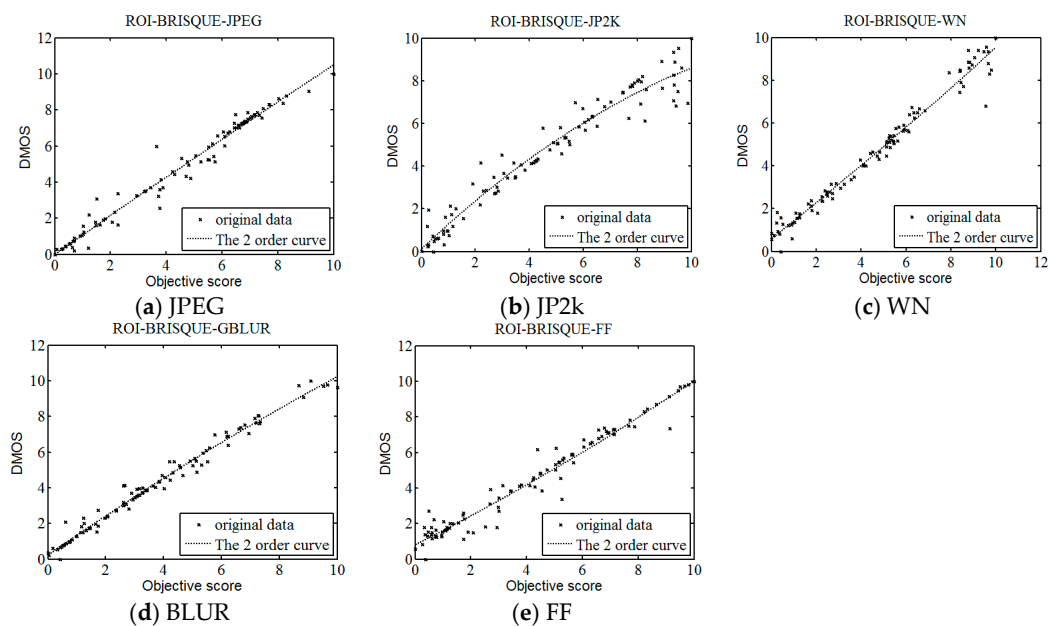 ROI-BRISQUE-JPEG
12
10
8
6
4
2
0
DMOS
0 2 4 6 8 10
Objective score
original data
The 2 order curve
(a) JPEG
ROI-BRISQUE-JP2K
10
9
8
7
6
5
4
3
2
1
0
DMOS
0 2 4 6 8 10
Objective score
original data
The 2 order curve
(b) JP2k
ROI-BRISQUE-WN
10
8
6
4
2
0
DMOS
0 2 4 6 8 10 12
Objective score
original data
The 2 order curve
(c) WN
ROI-BRISQUE-GBLUR
12
10
8
6
4
2
0
DMOS
0 2 4 6 8 10
Objective score
original data
The 2 order curve
(d) BLUR
ROI-BRISQUE-FF
12
10
8
6
4
2
0
DMOS
0 2 4 6 8 10
Objective score
original data
The 2 order curve
(e) FF